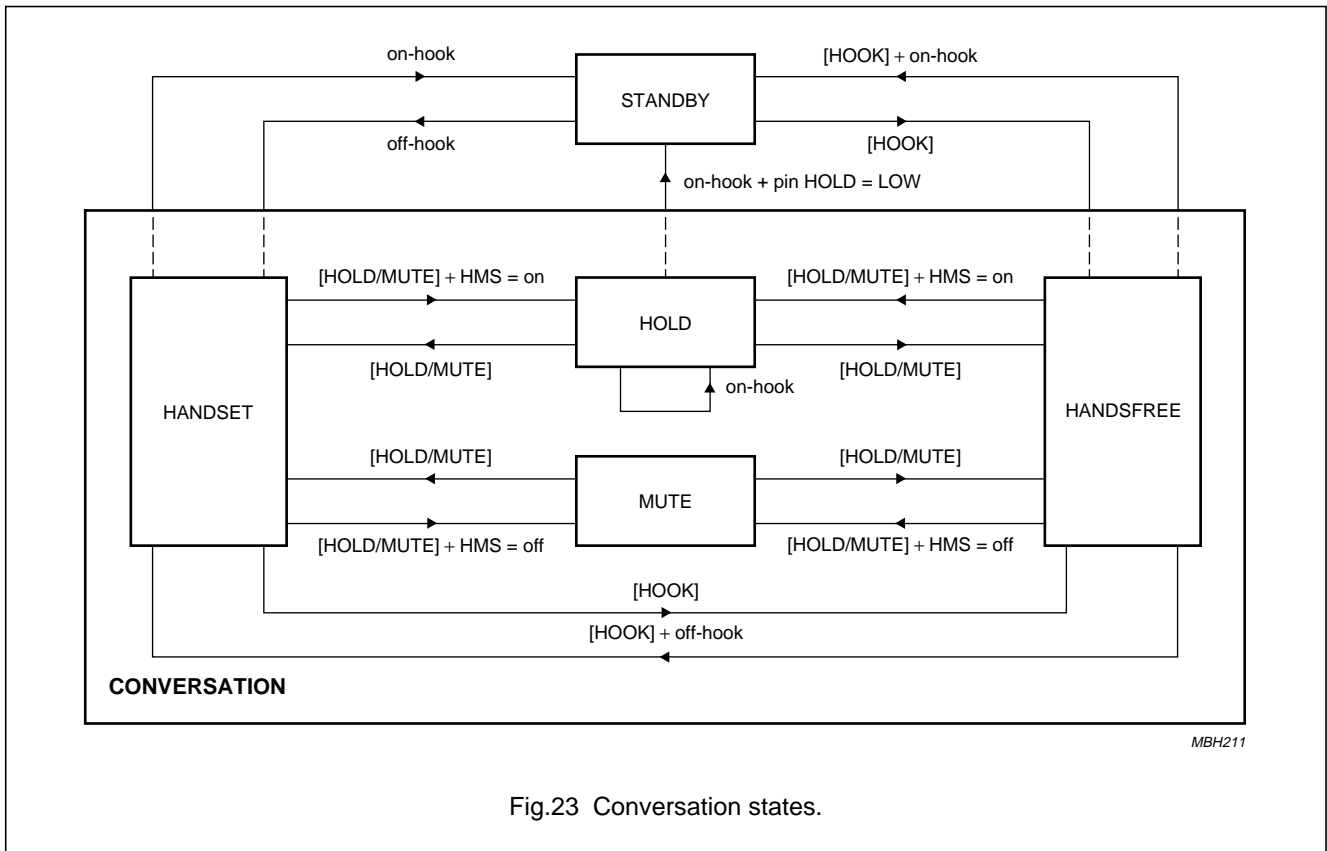 on-hook
[HOOK] + on-hook
STANDBY
off-hook
[HOOK]
on-hook + pin HOLD = LOW
[HOLD/MUTE] + HMS = on
[HOLD/MUTE] + HMS = on
HOLD
[HOLD/MUTE]
[HOLD/MUTE]
on-hook
HANDSET
HANDSFREE
[HOLD/MUTE]
[HOLD/MUTE]
MUTE
[HOLD/MUTE] + HMS = off
[HOLD/MUTE] + HMS = off
[HOOK]
[HOOK] + off-hook
CONVERSATION
MBH211
Fig.23 Conversation states.